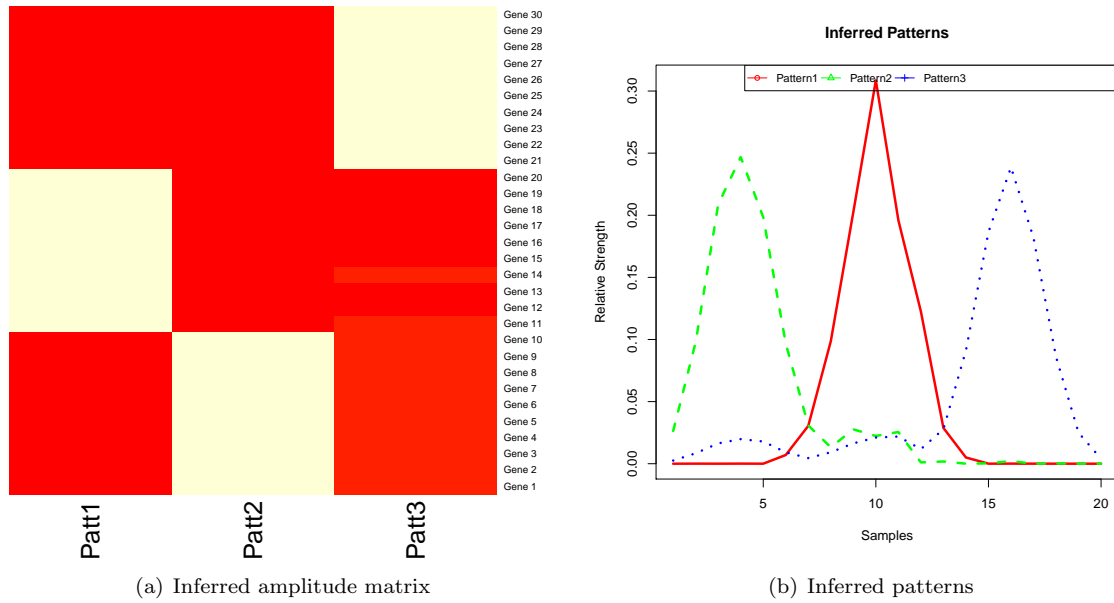 Gene 30
Gene 29
Gene 28
Gene 27
Gene 26
Gene 25
Gene 24
Gene 23
Gene 22
Gene 21
Gene 20
Gene 19
Gene 18
Gene 17
Gene 16
Gene 15
Gene 14
Gene 13
Gene 12
Gene 11
Gene 10
Gene 9
Gene 8
Gene 7
Gene 6
Gene 5
Gene 4
Gene 3
Gene 2
Gene 1
Patt1
Patt2
Patt3
(a) Inferred amplitude matrix
Inferred Patterns
Pattern1 Pattern2 Pattern3
Relative Strength
0.30
0.25
0.20
0.15
0.10
0.05
0.00
5 10 15 20
Samples
(b) Inferred patterns